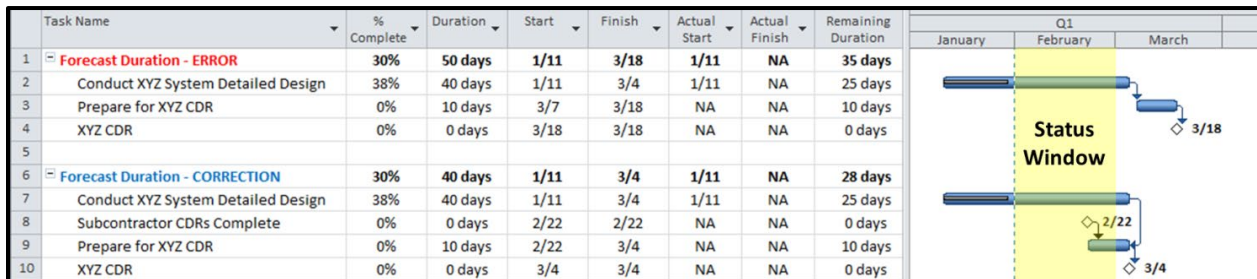 Task Name % Complete Duration Start Finish Actual Start Actual Finish Remaining Duration Q1
January February March
1 Forecast Duration - ERROR 30% 50 days 1/11 3/18 1/11 NA 35 days
2 Conduct XYZ System Detailed Design 38% 40 days 1/11 3/4 1/11 NA 25 days
3 Prepare for XYZ CDR 0% 10 days 3/7 3/18 NA NA 10 days
4 XYZ CDR 0% 0 days 3/18 3/18 NA NA 0 days 3/18
5
6 Forecast Duration - CORRECTION 30% 40 days 1/11 3/4 1/11 NA 28 days
7 Conduct XYZ System Detailed Design 38% 40 days 1/11 3/4 1/11 NA 25 days
8 Subcontractor CDRs Complete 0% 0 days 2/22 2/22 NA NA 0 days 2/22
9 Prepare for XYZ CDR 0% 10 days 2/22 3/4 NA NA 10 days
10 XYZ CDR 0% 0 days 3/4 3/4 NA NA 0 days 3/4
Status
Window